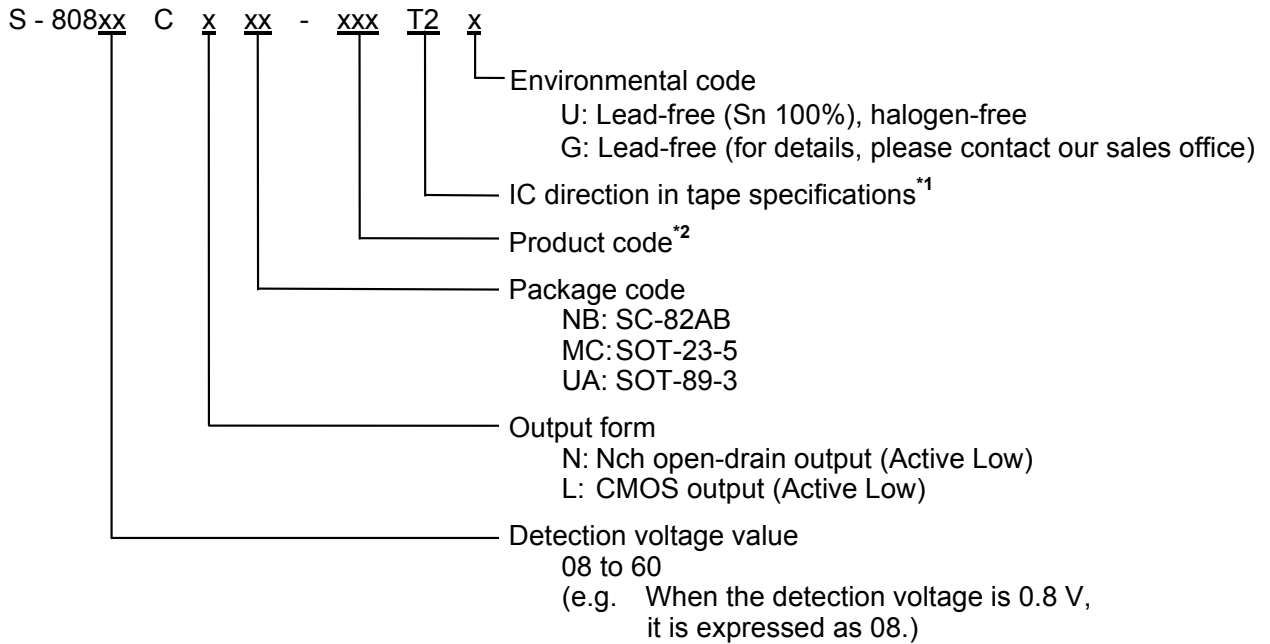 S - 808xx C x xx - xxx T2 x
Environmental code
U: Lead-free (Sn 100%), halogen-free
G: Lead-free (for details, please contact our sales office)
IC direction in tape specifications*1
Product code*2
Package code
NB: SC-82AB
MC: SOT-23-5
UA: SOT-89-3
Output form
N: Nch open-drain output (Active Low)
L: CMOS output (Active Low)
Detection voltage value
08 to 60
(e.g. When the detection voltage is 0.8 V,
it is expressed as 08.)